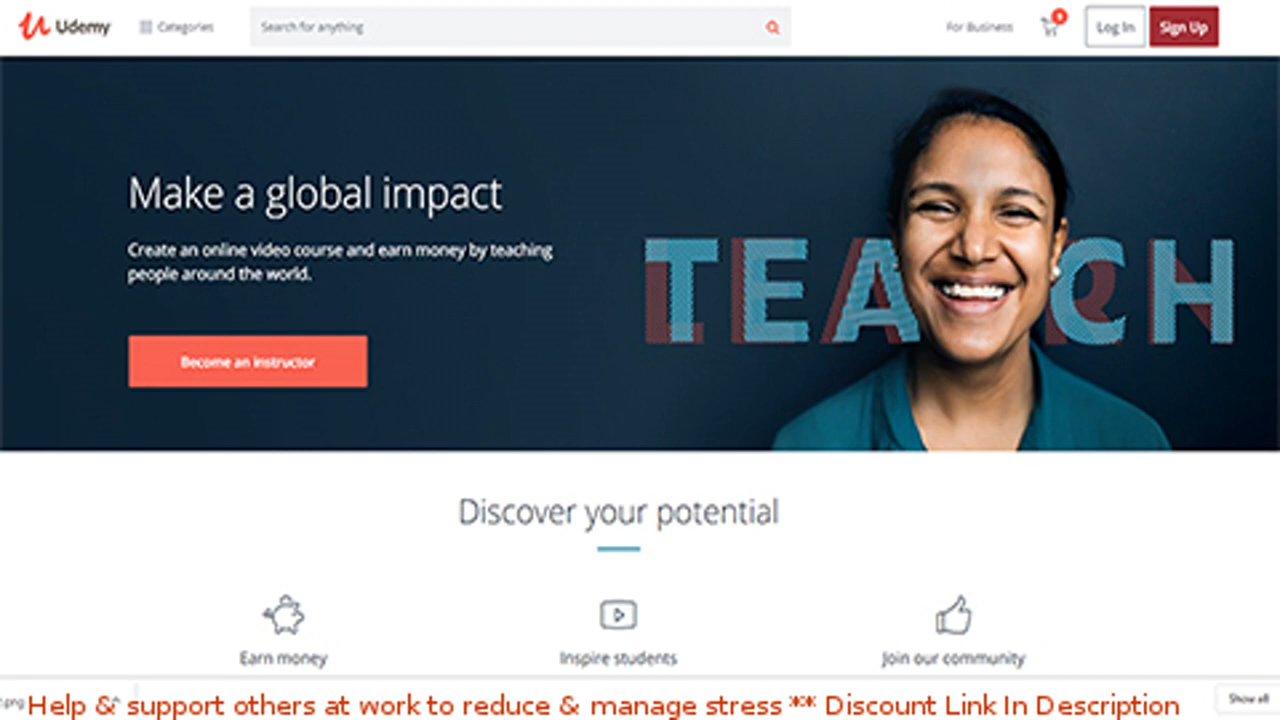 Udemy
Categories
Search for anything
For Business
Log In
Sign Up
Make a global impact
Create an online video course and earn money by teaching
people around the world.
Become an instructor
TEACH
Discover your potential
Earn money
Inspire students
Join our community
.png
Help & support others at work to reduce & manage stress ** Discount Link In Description
Show all